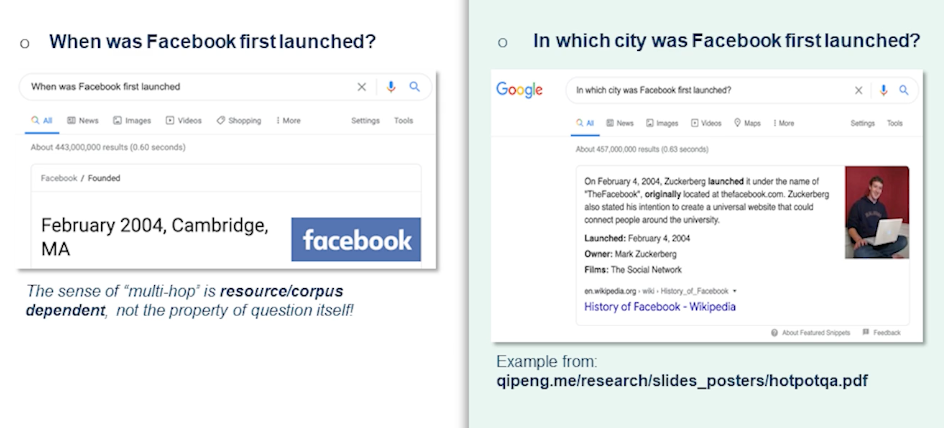 o When was Facebook first launched?
When was Facebook first launched
All News Images Videos Shopping More Settings Tools
About 443,000,000 results (0.60 seconds)
Facebook / Founded
February 2004, Cambridge,
MA
facebook
The sense of "multi-hop" is resource/corpus
dependent, not the property of question itself!
o In which city was Facebook first launched?
Google In which city was Facebook first launched?
All News Images Videos Maps More Settings Tools
About 457,000,000 results (0.63 seconds)
On February 4, 2004, Zuckerberg launched it under the name of
"TheFacebook", originally located at thefacebook.com. Zuckerberg
also stated his intention to create a universal website that could
connect people around the university.
Launched: February 4, 2004
Owner: Mark Zuckerberg
Films: The Social Network
en.wikipedia.org › wiki › History_of_Facebook
History of Facebook - Wikipedia
About Featured Snippets Feedback
Example from:
qipeng.me/research/slides_posters/hotpotqa.pdf